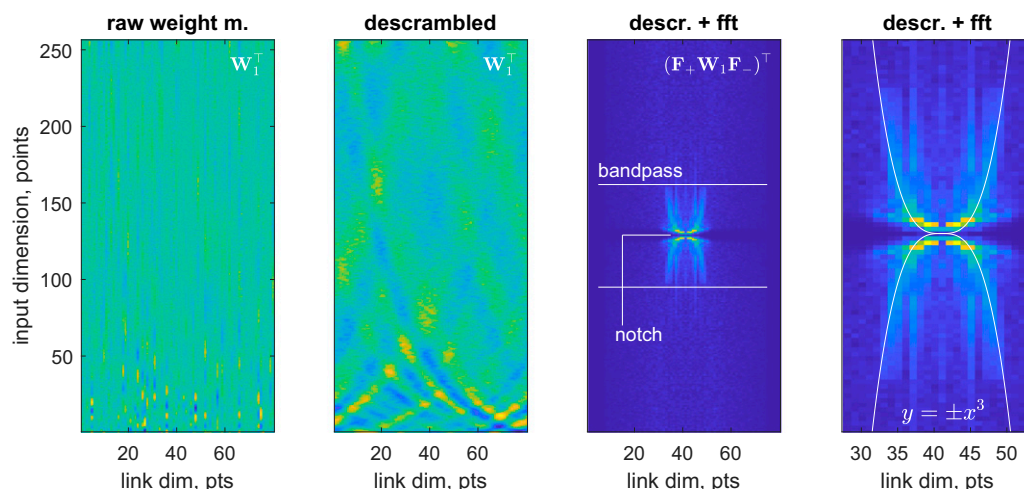 raw weight m.
descrambled
descr. + fft
descr. + fft
input dimension, points
250
200
150
100
50
W₁ᵀ
W₁ᵀ
(F₊W₁F₋)ᵀ
bandpass
notch
y = ±x³
20 40 60
20 40 60
20 40 60
30 35 40 45 50
link dim, pts
link dim, pts
link dim, pts
link dim, pts